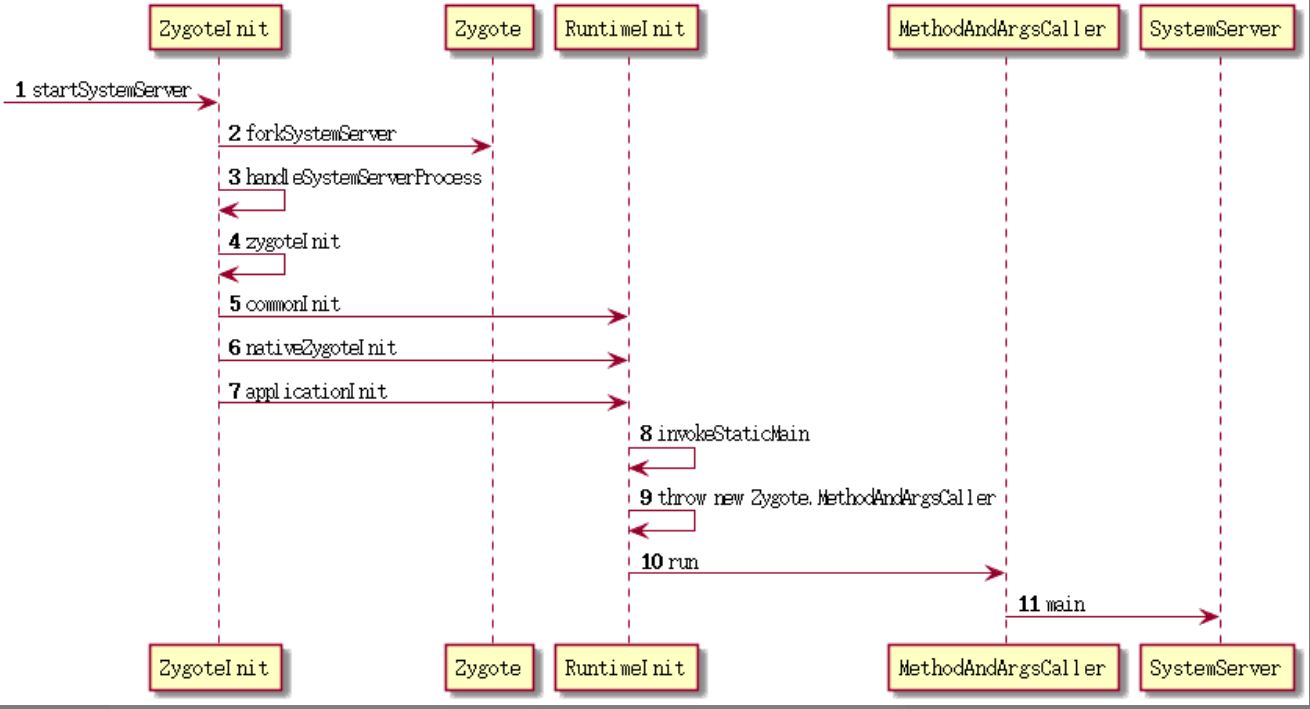 ZygoteInit
Zygote
RuntimeInit
MethodAndArgsCaller
SystemServer
1 startSystemServer
2 forkSystemServer
3 handleSystemServerProcess
4 zygoteInit
5 commonInit
6 nativeZygoteInit
7 applicationInit
8 invokeStaticMain
9 throw new Zygote.MethodAndArgsCaller
10 run
11 main
ZygoteInit
Zygote
RuntimeInit
MethodAndArgsCaller
SystemServer